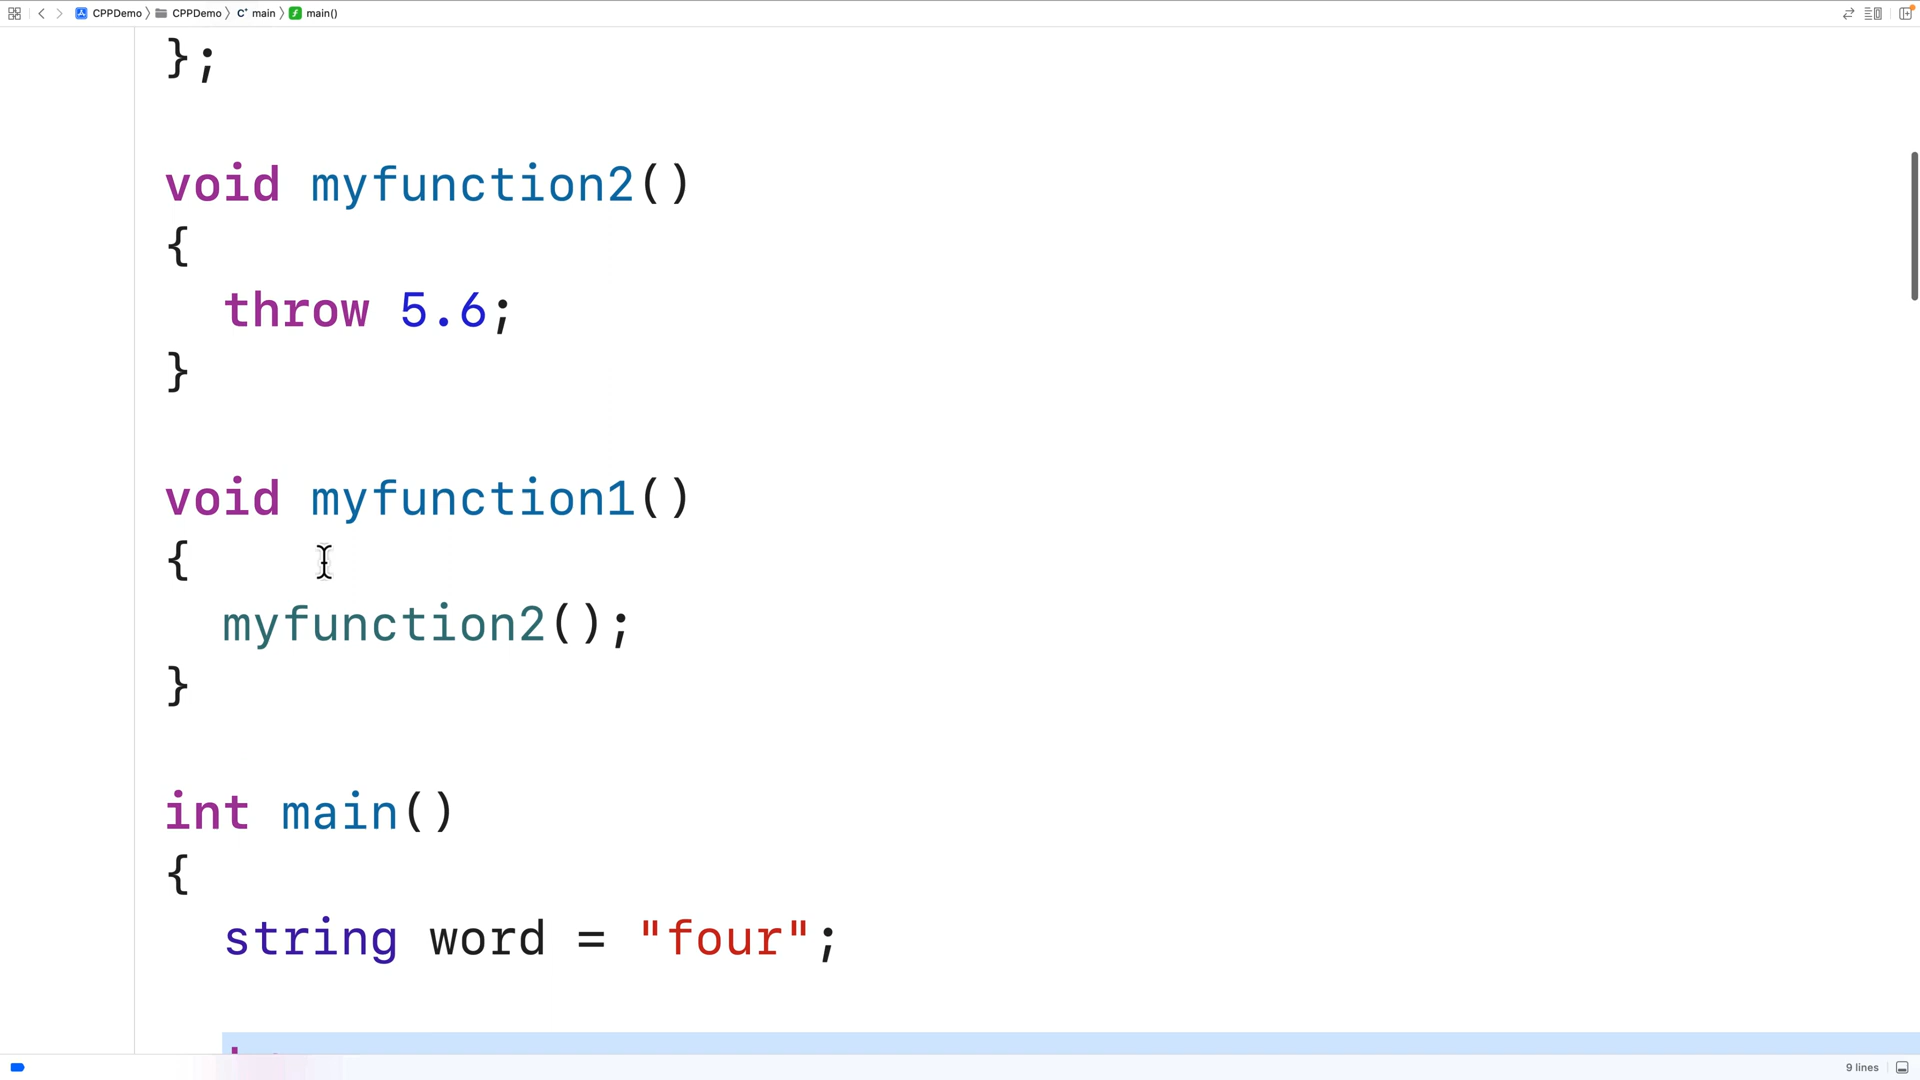 CPPDemo 〉 CPPDemo 〉 C⁺ main 〉 f main()
};
void myfunction2()
{
throw 5.6;
}
void myfunction1()
{
myfunction2();
}
int main()
{
string word = "four";
9 lines